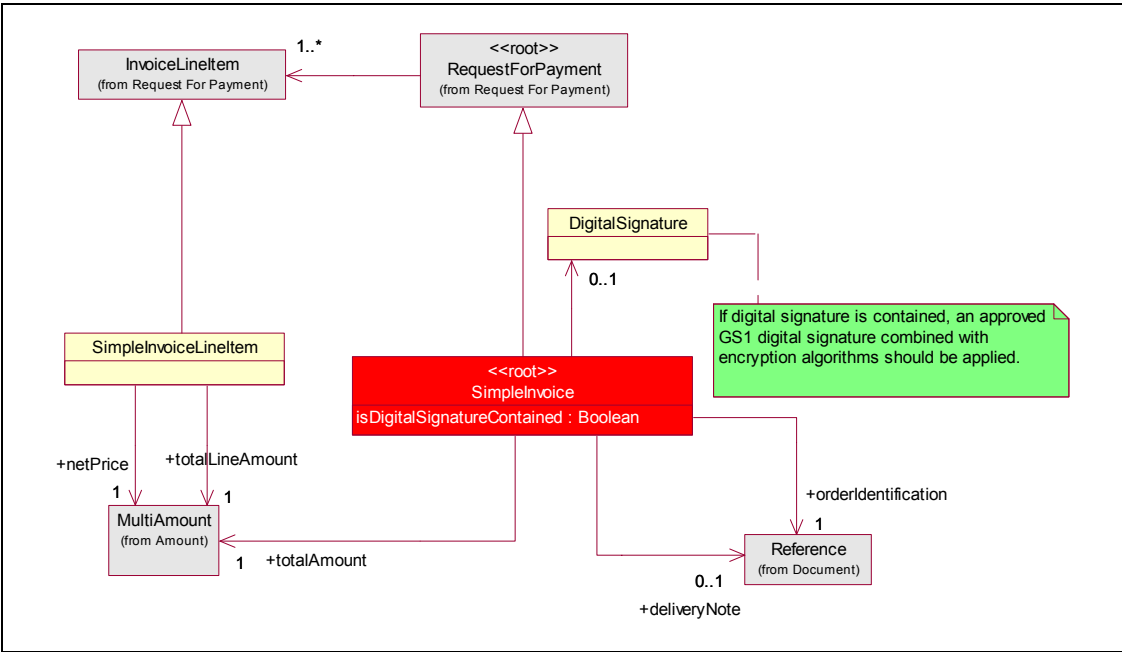 1..*
<<root>>
InvoiceLineItem
RequestForPayment
(from Request For Payment)
(from Request For Payment)
DigitalSignature
0..1
If digital signature is contained, an approved
GS1 digital signature combined with
encryption algorithms should be applied.
SimpleInvoiceLineItem
<<root>>
SimpleInvoice
isDigitalSignatureContained : Boolean
+netPrice
+totalLineAmount
1
1
+orderIdentification
1
MultiAmount
(from Amount)
1
+totalAmount
Reference
(from Document)
0..1
+deliveryNote